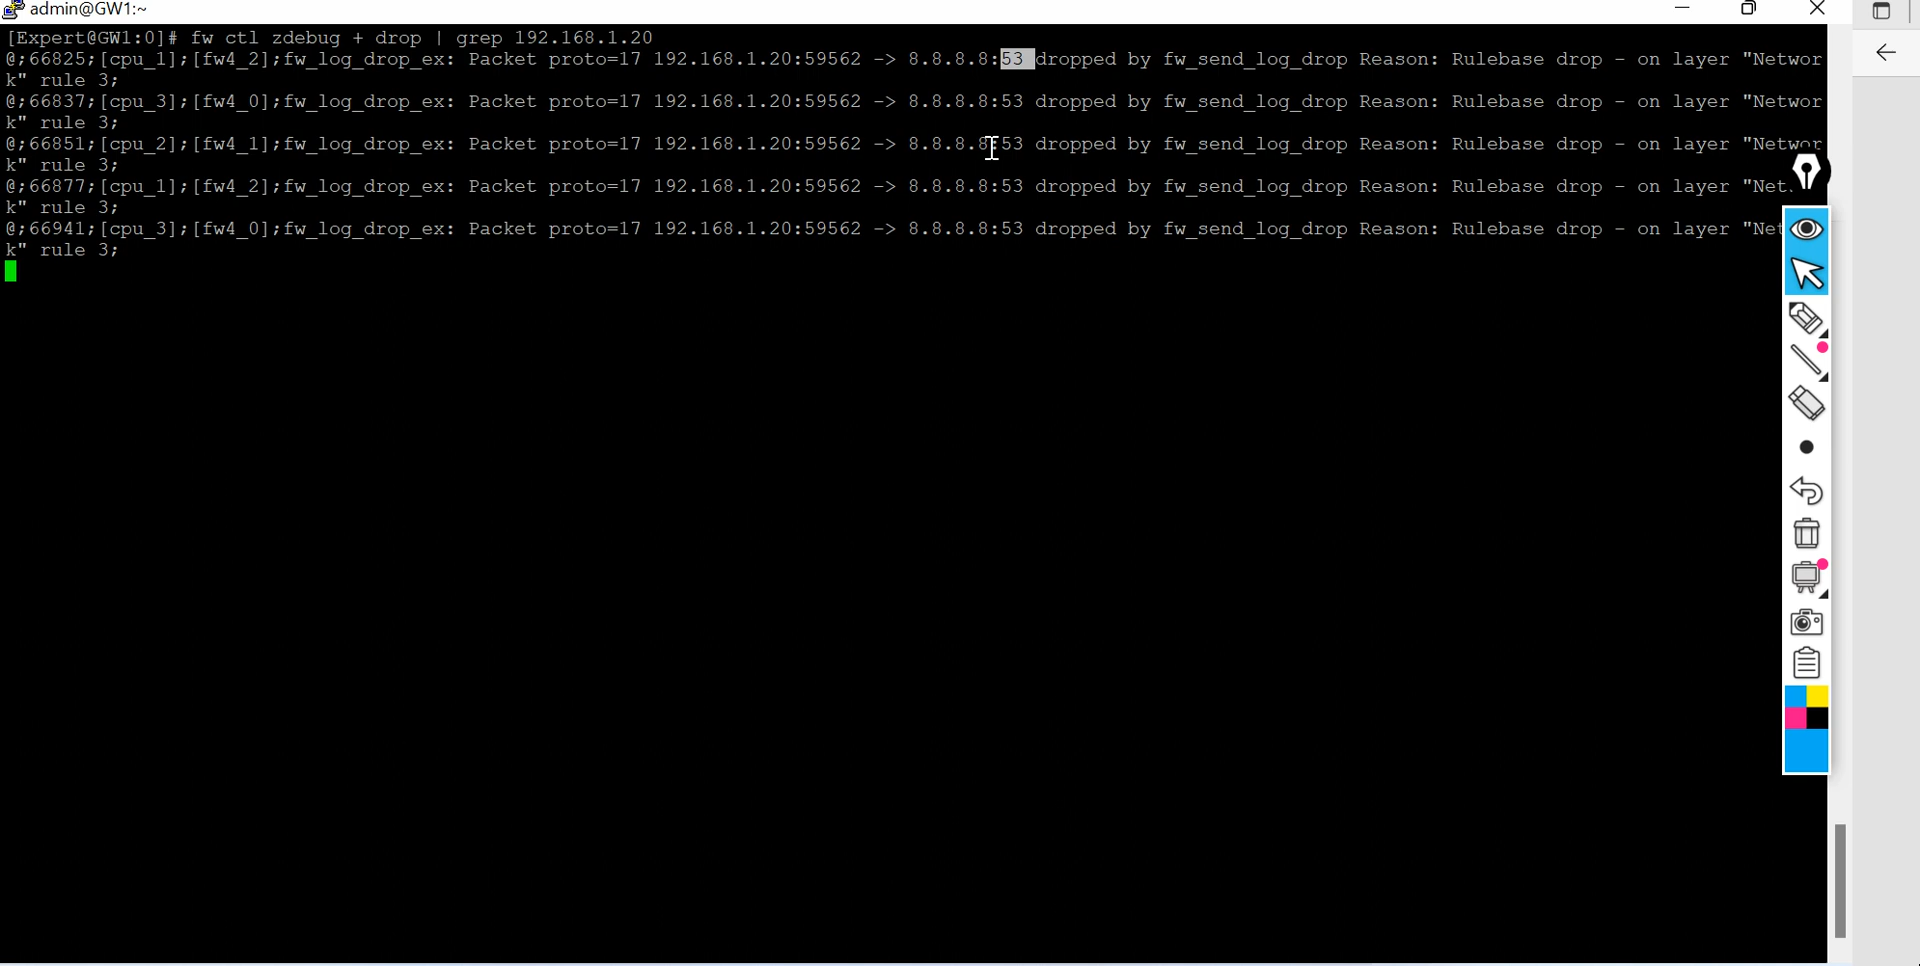 admin@GW1:~
[Expert@GW1:0]# fw ctl zdebug + drop | grep 192.168.1.20
@;66825;[cpu_1];[fw4_2];fw_log_drop_ex: Packet proto=17 192.168.1.20:59562 -> 8.8.8.8:53 dropped by fw_send_log_drop Reason: Rulebase drop - on layer "Networ
k" rule 3;
@;66837;[cpu_3];[fw4_0];fw_log_drop_ex: Packet proto=17 192.168.1.20:59562 -> 8.8.8.8:53 dropped by fw_send_log_drop Reason: Rulebase drop - on layer "Networ
k" rule 3;
@;66851;[cpu_2];[fw4_1];fw_log_drop_ex: Packet proto=17 192.168.1.20:59562 -> 8.8.8.8:53 dropped by fw_send_log_drop Reason: Rulebase drop - on layer "Networ
k" rule 3;
@;66877;[cpu_1];[fw4_2];fw_log_drop_ex: Packet proto=17 192.168.1.20:59562 -> 8.8.8.8:53 dropped by fw_send_log_drop Reason: Rulebase drop - on layer "Net
k" rule 3;
@;66941;[cpu_3];[fw4_0];fw_log_drop_ex: Packet proto=17 192.168.1.20:59562 -> 8.8.8.8:53 dropped by fw_send_log_drop Reason: Rulebase drop - on layer "Net
k" rule 3;